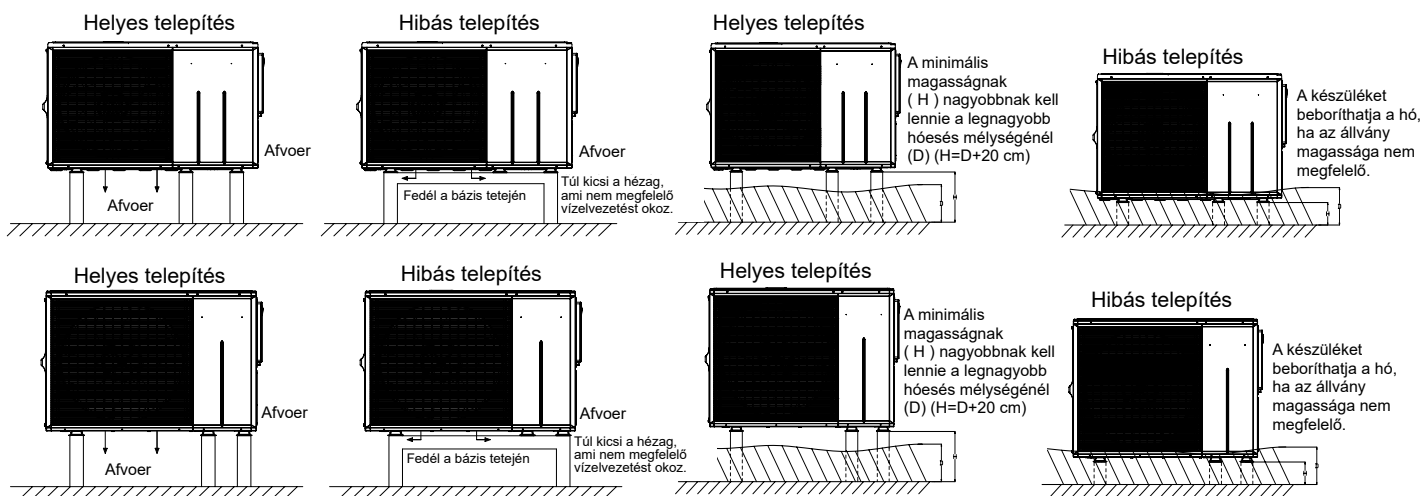 Helyes telepítés
Afvoer
Afvoer
Hibás telepítés
Afvoer
Fedél a bázis tetején
Túl kicsi a hézag,
ami nem megfelelő
vízelvezetést okoz.
Helyes telepítés
A minimális
magasságnak
( H ) nagyobbnak kell
lennie a legnagyobb
hóesés mélységénél
(D) (H=D+20 cm)
D
H
Hibás telepítés
A készüléket
beboríthatja a hó,
ha az állvány
magassága nem
megfelelő.
H
D
Helyes telepítés
Afvoer
Afvoer
Hibás telepítés
Afvoer
Fedél a bázis tetején
Túl kicsi a hézag,
ami nem megfelelő
vízelvezetést okoz.
Helyes telepítés
A minimális
magasságnak
( H ) nagyobbnak kell
lennie a legnagyobb
hóesés mélységénél
(D) (H=D+20 cm)
D
H
Hibás telepítés
A készüléket
beboríthatja a hó,
ha az állvány
magassága nem
megfelelő.
H
D